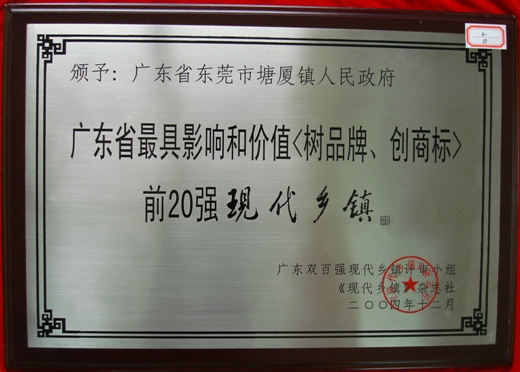 颁予：广东省东莞市塘厦镇人民政府
广东省最具影响和价值<树品牌、创商标>
前20强现代乡镇
广东双百强现代乡镇评审小组
《现代乡镇》杂志社
二〇〇四年十二月